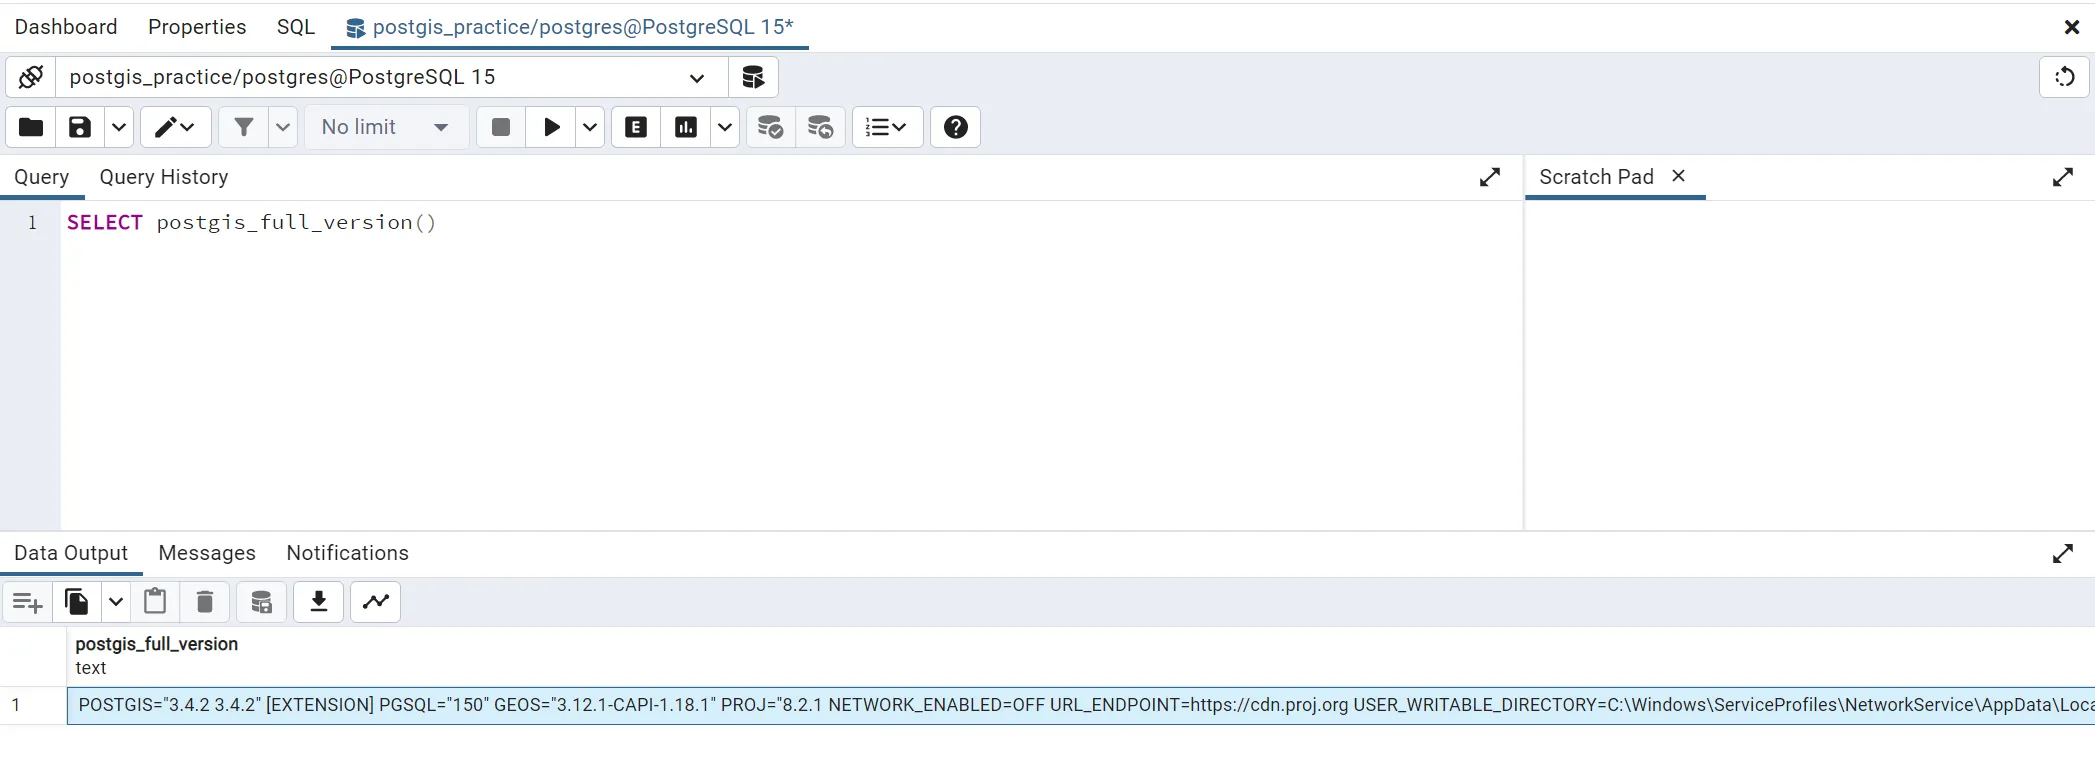 Dashboard Properties SQL postgis_practice/postgres@PostgreSQL 15*
postgis_practice/postgres@PostgreSQL 15
No limit
Query Query History Scratch Pad
1 SELECT postgis_full_version()
Data Output Messages Notifications
postgis_full_version
text
1 POSTGIS="3.4.2 3.4.2" [EXTENSION] PGSQL="150" GEOS="3.12.1-CAPI-1.18.1" PROJ="8.2.1 NETWORK_ENABLED=OFF URL_ENDPOINT=https://cdn.proj.org USER_WRITABLE_DIRECTORY=C:\Windows\ServiceProfiles\NetworkService\AppData\Loca